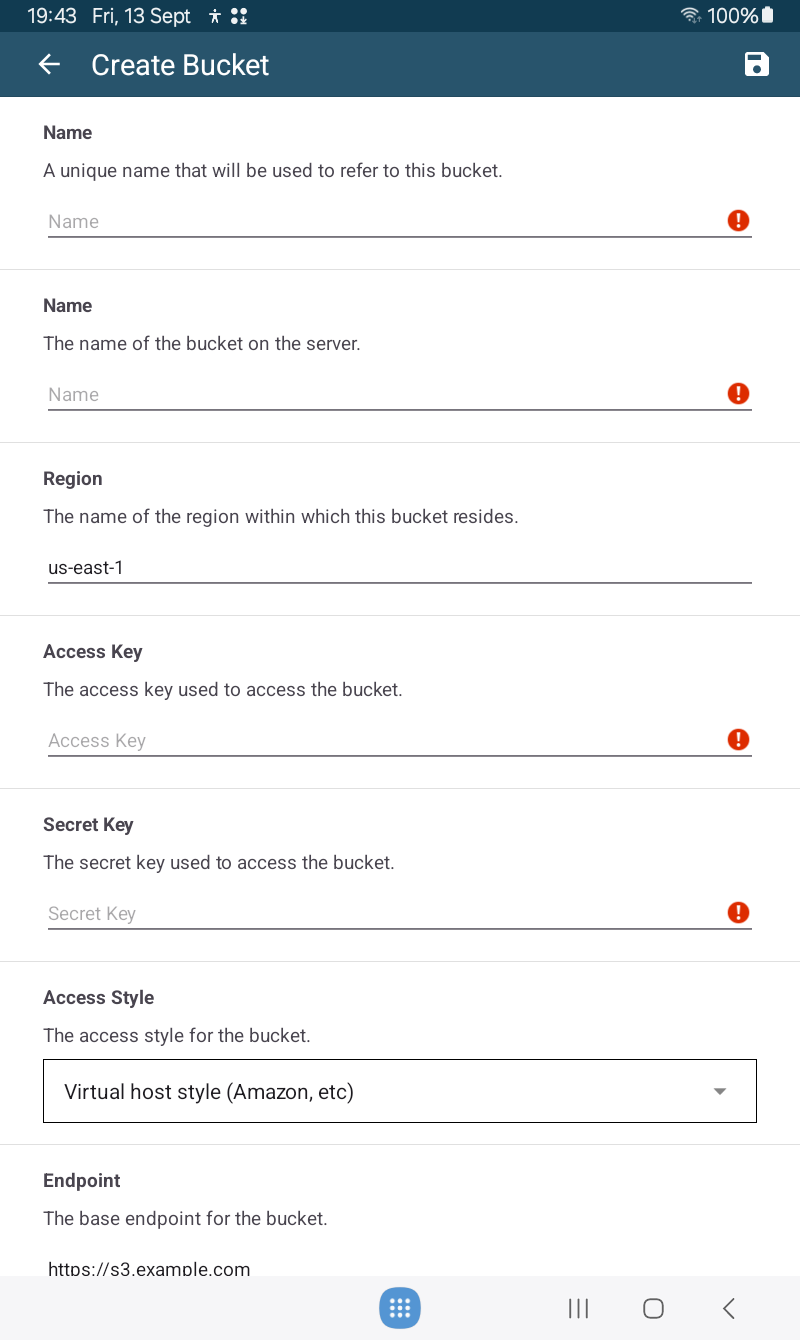 19:43 Fri, 13 Sept 100%
Create Bucket
Name
A unique name that will be used to refer to this bucket.
Name
Name
The name of the bucket on the server.
Name
Region
The name of the region within which this bucket resides.
us-east-1
Access Key
The access key used to access the bucket.
Access Key
Secret Key
The secret key used to access the bucket.
Secret Key
Access Style
The access style for the bucket.
Virtual host style (Amazon, etc)
Endpoint
The base endpoint for the bucket.
https://s3.example.com